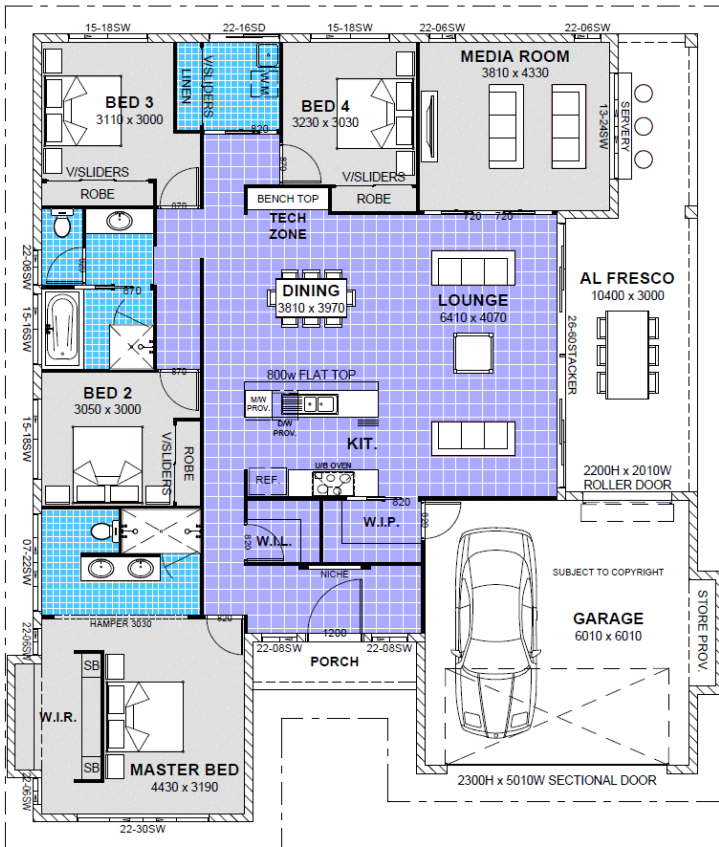 15-18SW
22-16SD
15-18SW
22-06SW
22-06SW
BED 3
3110 x 3000
LINEN
V/SLIDERS
W.M
BED 4
3230 x 3030
MEDIA ROOM
3810 x 4330
SERVERY
13-24SW
820
870
V/SLIDERS
ROBE
870
V/SLIDERS
ROBE
BENCH TOP
TECH
ZONE
720
720
22-08SW
820
870
15-16SW
DINING
3810 x 3970
LOUNGE
6410 x 4070
26-80STACKER
AL FRESCO
10400 x 3000
870
BED 2
3050 x 3000
15-18SW
V/SLIDERS
ROBE
800w FLAT TOP
M/W
PROV.
D/W
PROV.
KIT.
U/B OVEN
REF.
820
2200H x 2010W
ROLLER DOOR
07-22SW
W.I.L.
820
W.I.P.
820
NICHE
SUBJECT TO COPYRIGHT
GARAGE
6010 x 6010
STORE PROV.
HAMPER 3030
820
22-06SW
1200
22-08SW
22-08SW
PORCH
SB
W.I.R.
SB
MASTER BED
4430 x 3190
22-06SW
22-30SW
2300H x 5010W SECTIONAL DOOR